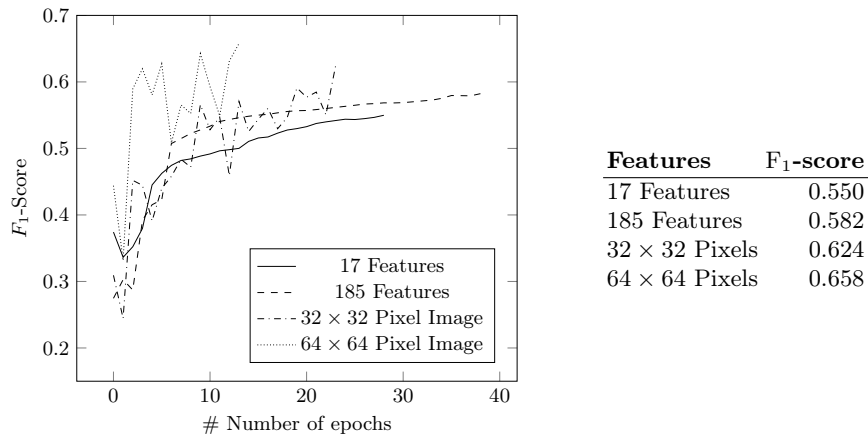 0.7
0.6
0.5
0.4
0.3
0.2
F₁-Score
0 10 20 30 40
# Number of epochs
17 Features
185 Features
32 × 32 Pixel Image
64 × 64 Pixel Image
Features F₁-score
17 Features 0.550
185 Features 0.582
32 × 32 Pixels 0.624
64 × 64 Pixels 0.658